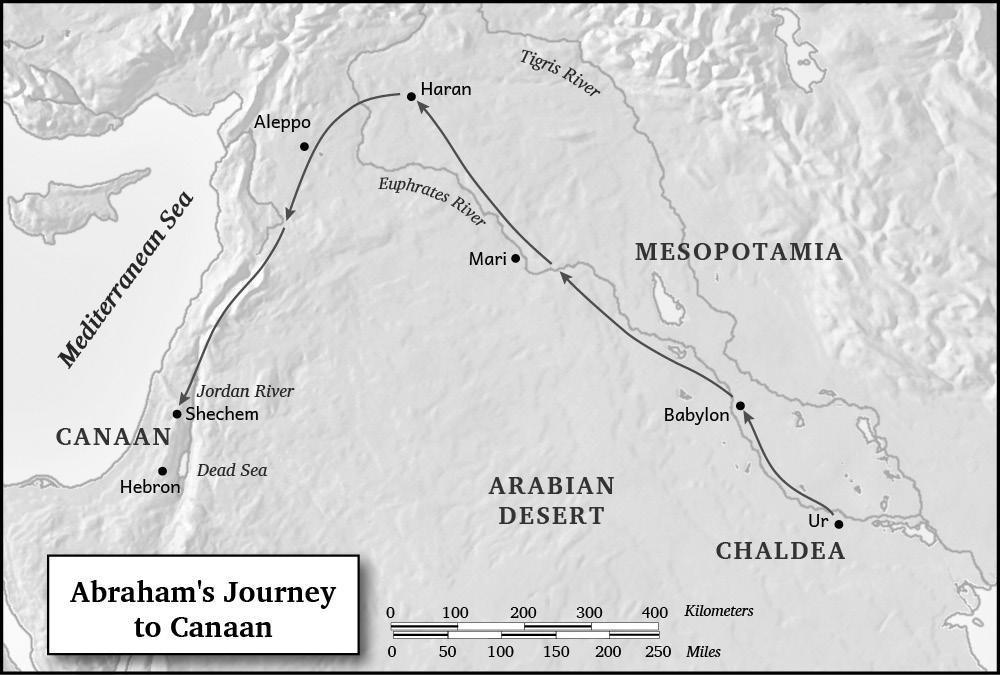 Tigris River
Haran
Aleppo
Euphrates River
Mediterranean Sea
MESOPOTAMIA
Mari
Jordan River
Shechem
Babylon
CANAAN
Dead Sea
Hebron
ARABIAN
DESERT
Ur
CHALDEA
Abraham's Journey
to Canaan
0 100 200 300 400 Kilometers
0 50 100 150 200 250 Miles